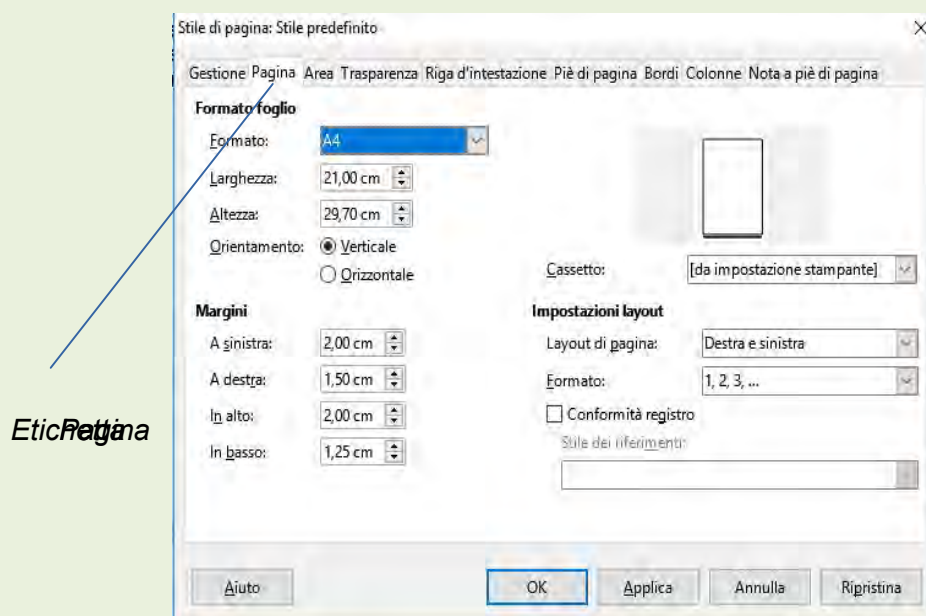 Stile di pagina: Stile predefinito
Gestione Pagina Area Trasparenza Riga d'intestazione Piè di pagina Bordi Colonne Nota a piè di pagina
Formato foglio
Formato: A4
Larghezza: 21,00 cm
Altezza: 29,70 cm
Orientamento: Verticale
Orizzontale
Cassetto: [da impostazione stampante]
Margini
A sinistra: 2,00 cm
A destra: 1,50 cm
In alto: 2,00 cm
In basso: 1,25 cm
Impostazioni layout
Layout di pagina: Destra e sinistra
Formato: 1, 2, 3, ...
Conformità registro
Stile dei riferimenti:
Etichetta Pagina
Aiuto OK Applica Annulla Ripristina